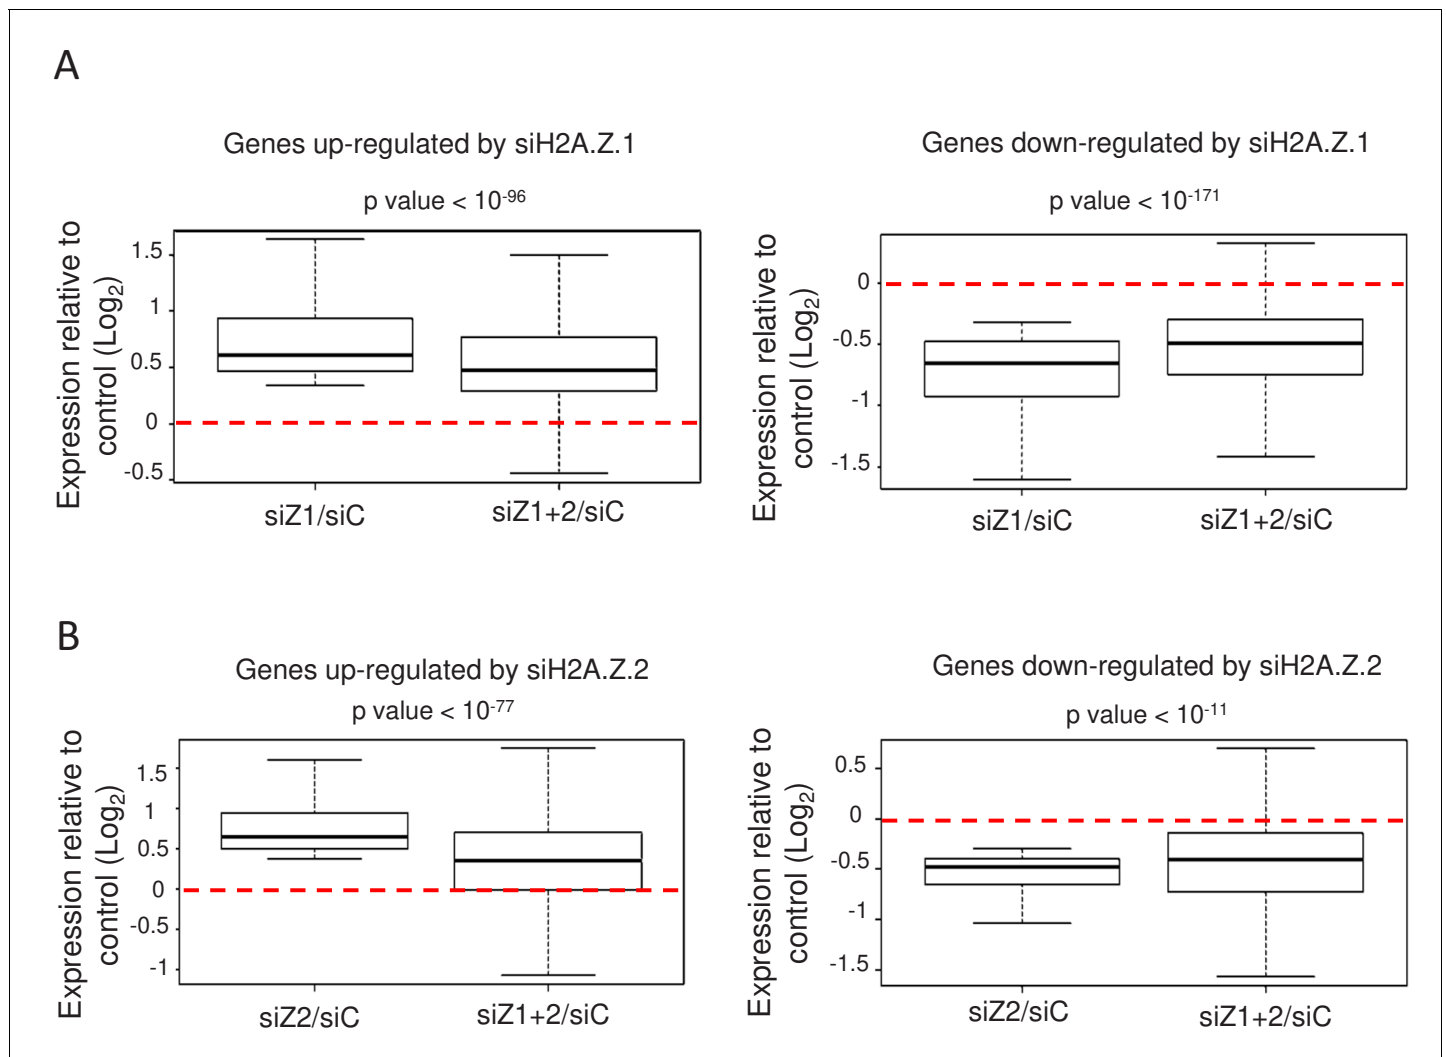 A
Genes up-regulated by siH2A.Z.1
p value < 10-96
Expression relative to
control (Log2)
1.5
1
0.5
0
-0.5
siZ1/siC
siZ1+2/siC
Genes down-regulated by siH2A.Z.1
p value < 10-171
Expression relative to
control (Log2)
0
-0.5
-1
-1.5
siZ1/siC
siZ1+2/siC
B
Genes up-regulated by siH2A.Z.2
p value < 10-77
Expression relative to
control (Log2)
1.5
1
0.5
0
-0.5
-1
siZ2/siC
siZ1+2/siC
Genes down-regulated by siH2A.Z.2
p value < 10-11
Expression relative to
control (Log2)
0.5
0
-0.5
-1
-1.5
siZ2/siC
siZ1+2/siC